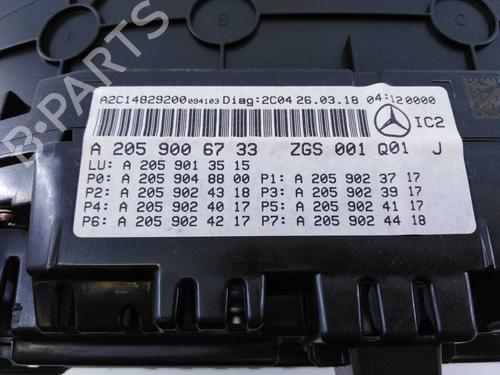 A
C
A2C14829200094103 Diag:2C04 26.03.18 04:120000
IC2
A 205 900 67 33 ZGS 001 Q01 J
LU: A 205 901 35 15
P0: A 205 904 88 00 P1: A 205 902 37 17
P2: A 205 902 43 18 P3: A 205 902 39 17
P4: A 205 902 40 17 P5: A 205 902 41 17
P6: A 205 902 42 17 P7: A 205 902 44 18
B-PARTS